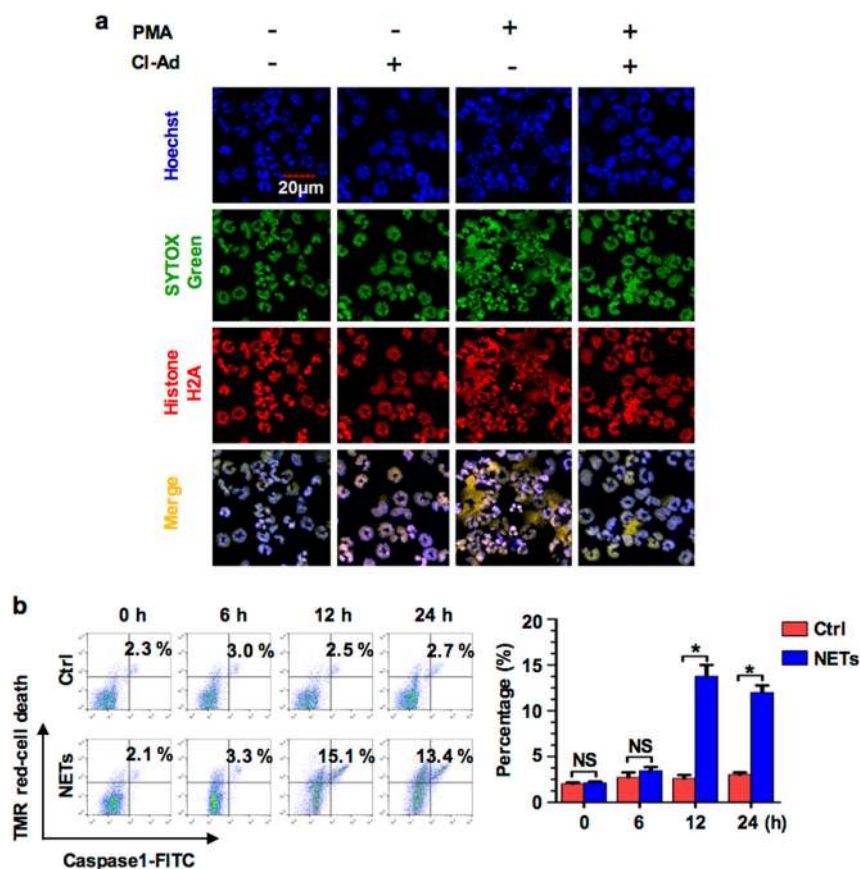 a
PMA - - + +
Cl-Ad - + - +
Hoechst
20μm
SYTOX
Green
Histone
H2A
Merge
b
0 h 6 h 12 h 24 h
Ctrl
2.3 % 3.0 % 2.5 % 2.7 %
NETs
2.1 % 3.3 % 15.1 % 13.4 %
TMR red-cell death
Caspase1-FITC
Percentage (%)
20
15
10
5
0
NS NS * *
0 6 12 24 (h)
Ctrl
NETs